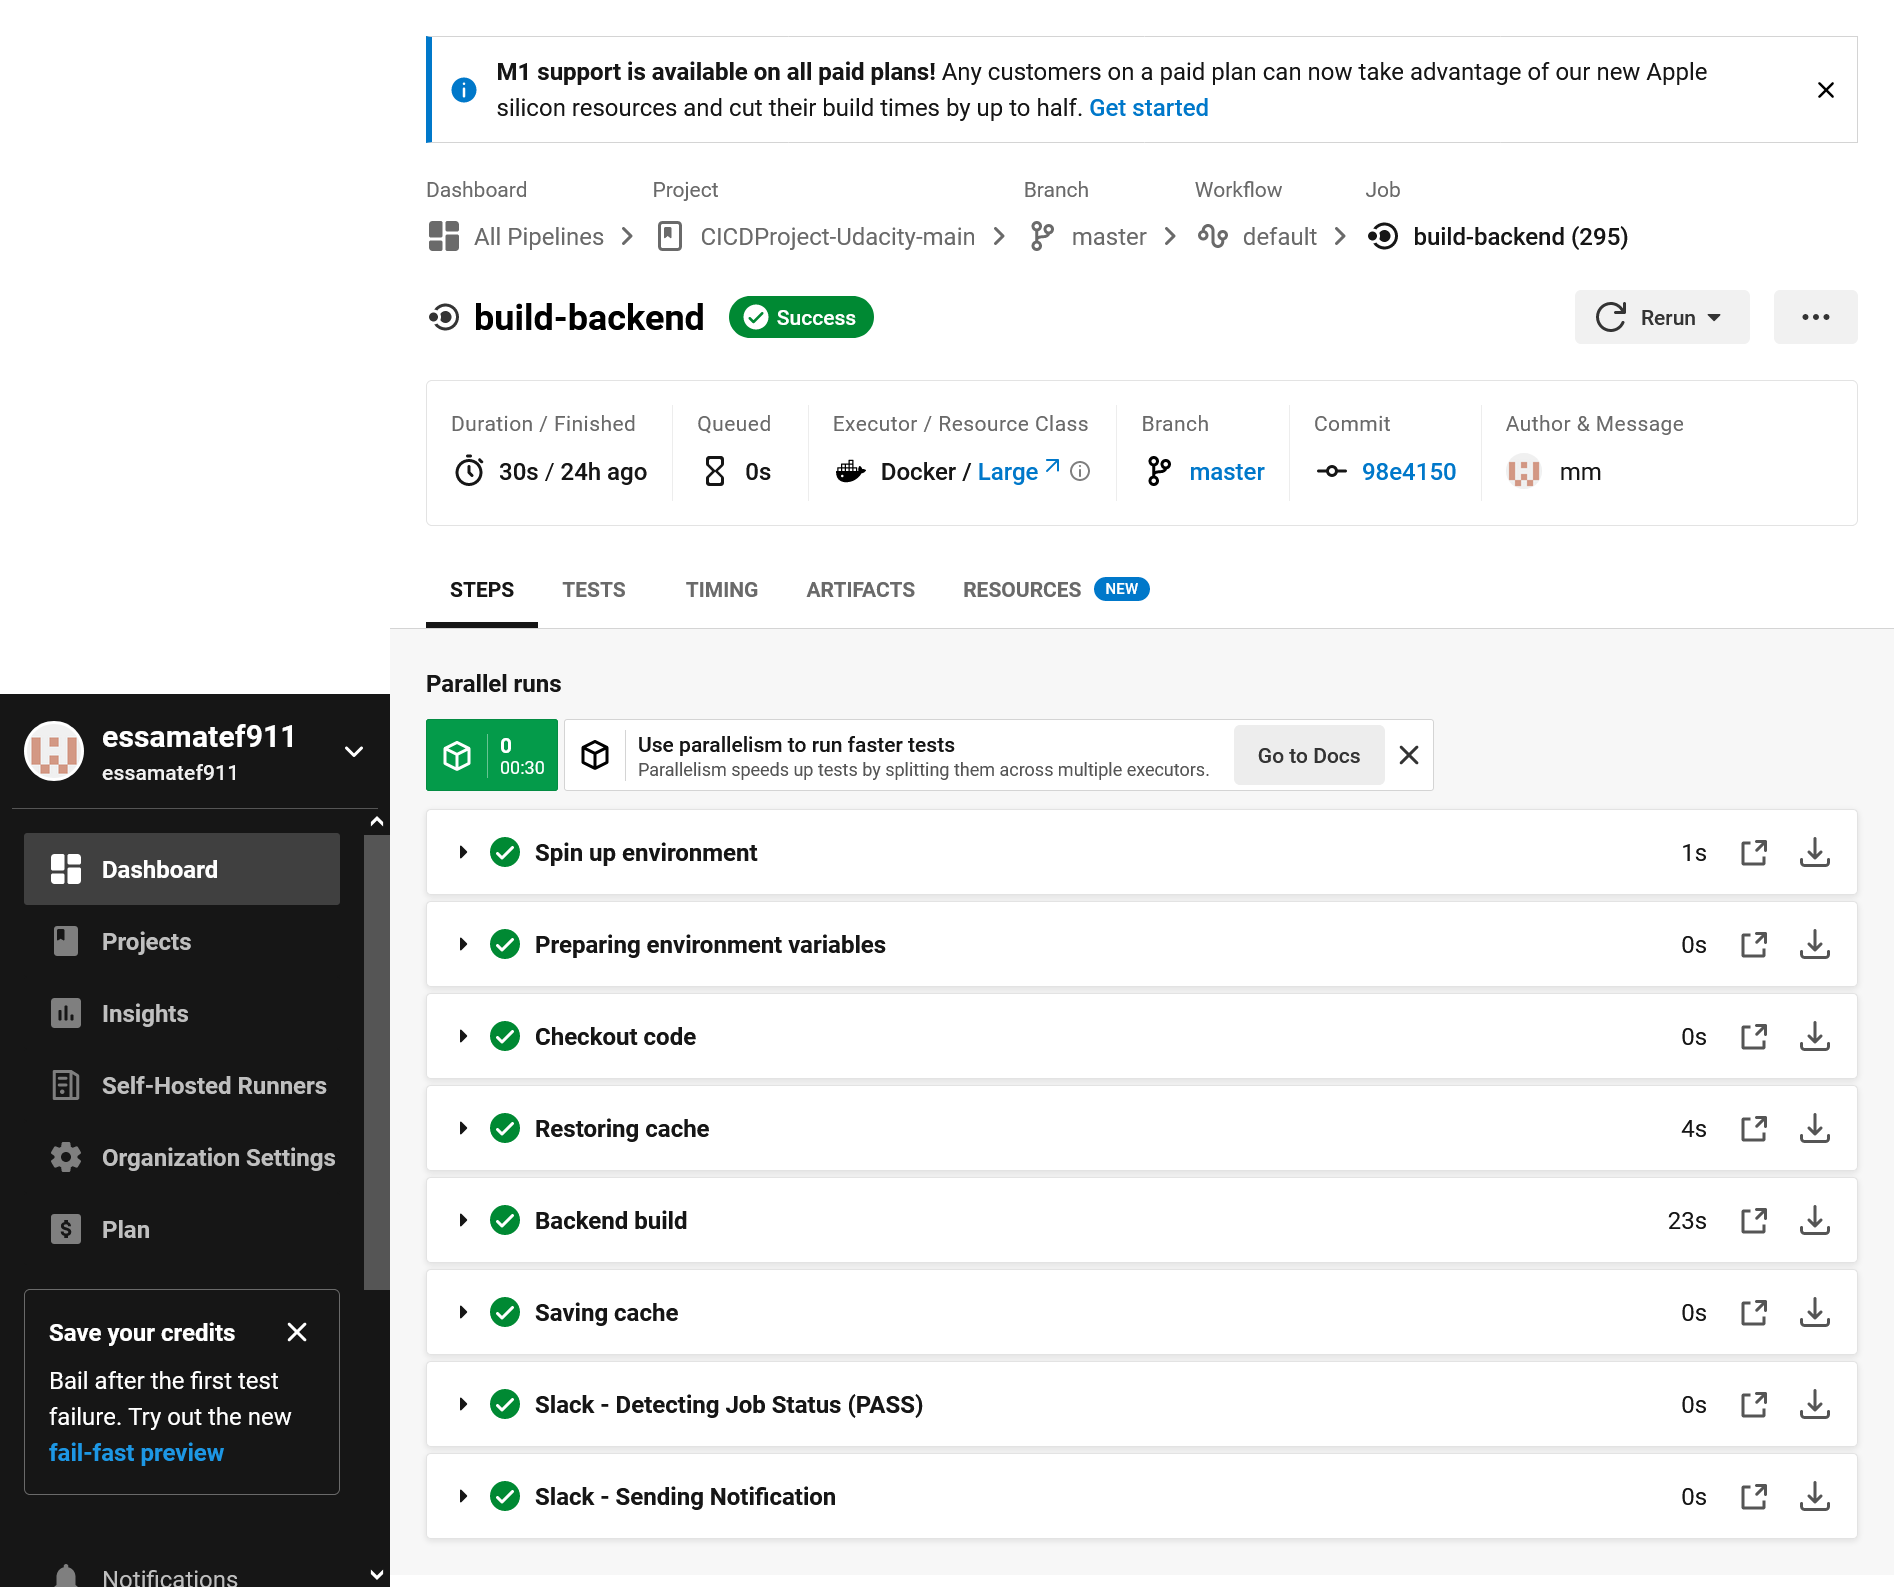 M1 support is available on all paid plans! Any customers on a paid plan can now take advantage of our new Apple
silicon resources and cut their build times by up to half. Get started
Dashboard Project Branch Workflow Job
All Pipelines CICDProject-Udacity-main master default build-backend (295)
build-backend Success Rerun
Duration / Finished Queued Executor / Resource Class Branch Commit Author & Message
30s / 24h ago 0s Docker / Large master 98e4150 mm
STEPS TESTS TIMING ARTIFACTS RESOURCES NEW
Parallel runs
0
00:30
Use parallelism to run faster tests
Parallelism speeds up tests by splitting them across multiple executors.
Go to Docs
Spin up environment 1s
Preparing environment variables 0s
Checkout code 0s
Restoring cache 4s
Backend build 23s
Saving cache 0s
Slack - Detecting Job Status (PASS) 0s
Slack - Sending Notification 0s
essamatef911
essamatef911
Dashboard
Projects
Insights
Self-Hosted Runners
Organization Settings
Plan
Save your credits
Bail after the first test
failure. Try out the new
fail-fast preview
Notifications